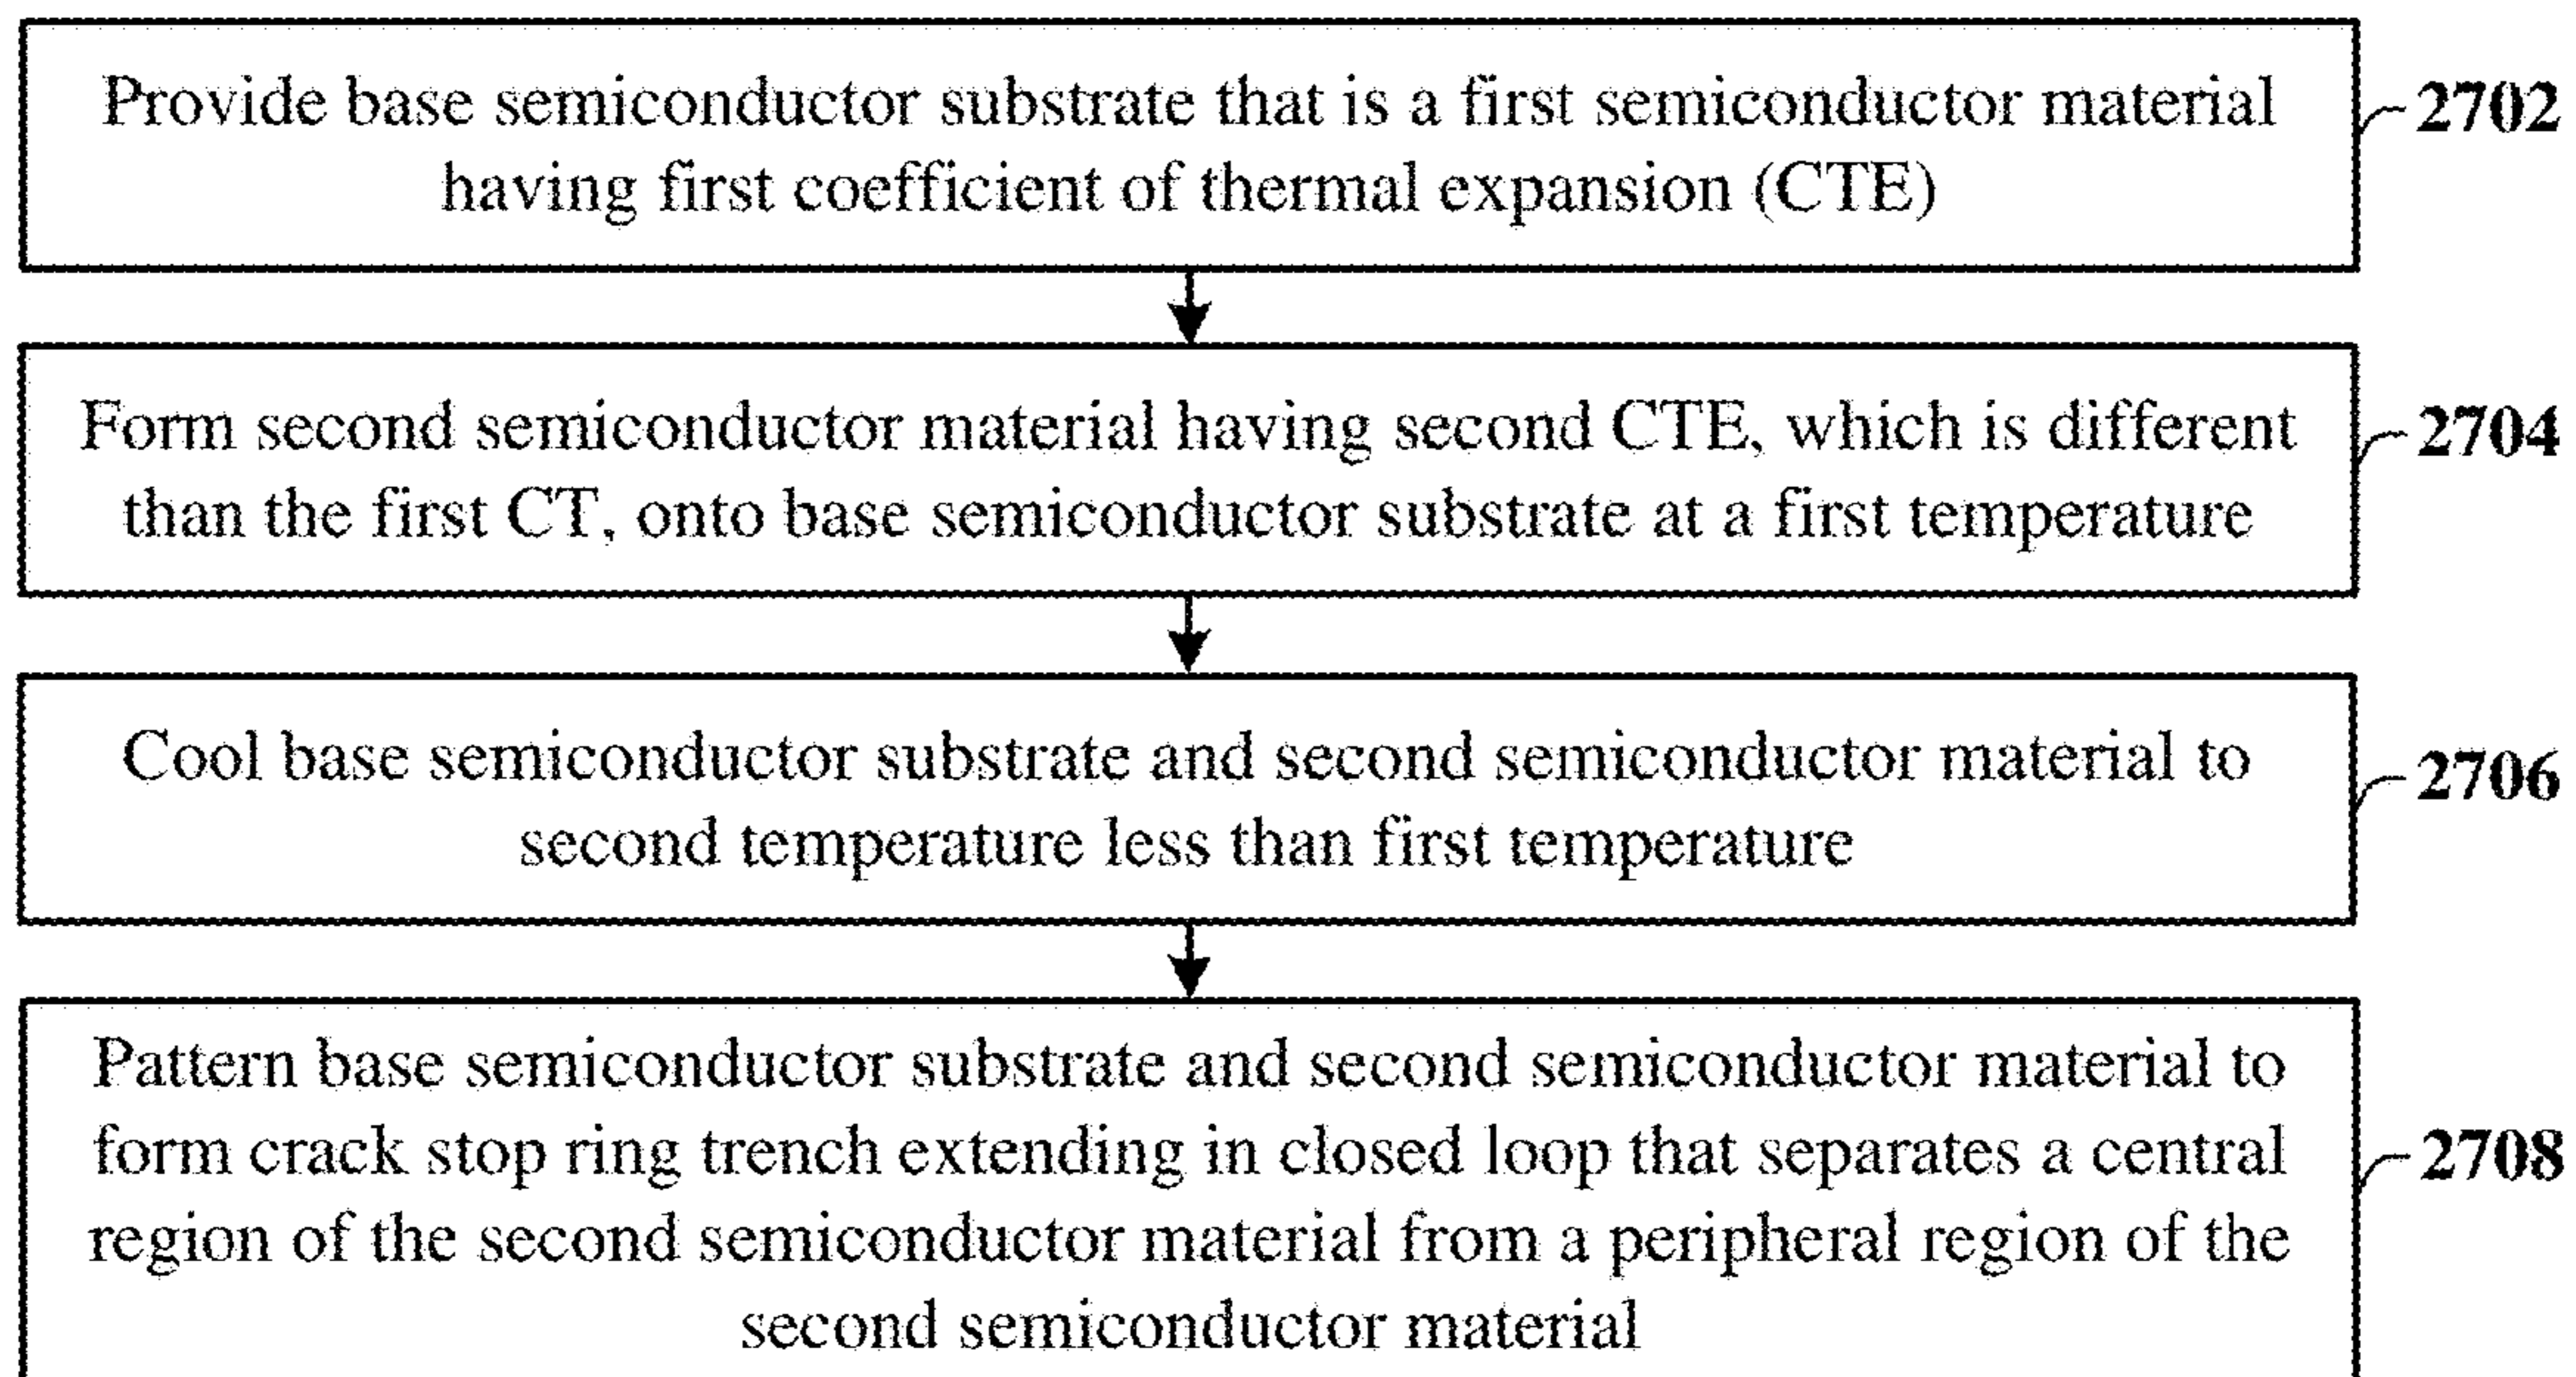 Provide base semiconductor substrate that is a first semiconductor material
having first coefficient of thermal expansion (CTE)
2702
Form second semiconductor material having second CTE, which is different
than the first CT, onto base semiconductor substrate at a first temperature
2704
Cool base semiconductor substrate and second semiconductor material to
second temperature less than first temperature
2706
Pattern base semiconductor substrate and second semiconductor material to
form crack stop ring trench extending in closed loop that separates a central
region of the second semiconductor material from a peripheral region of the
second semiconductor material
2708